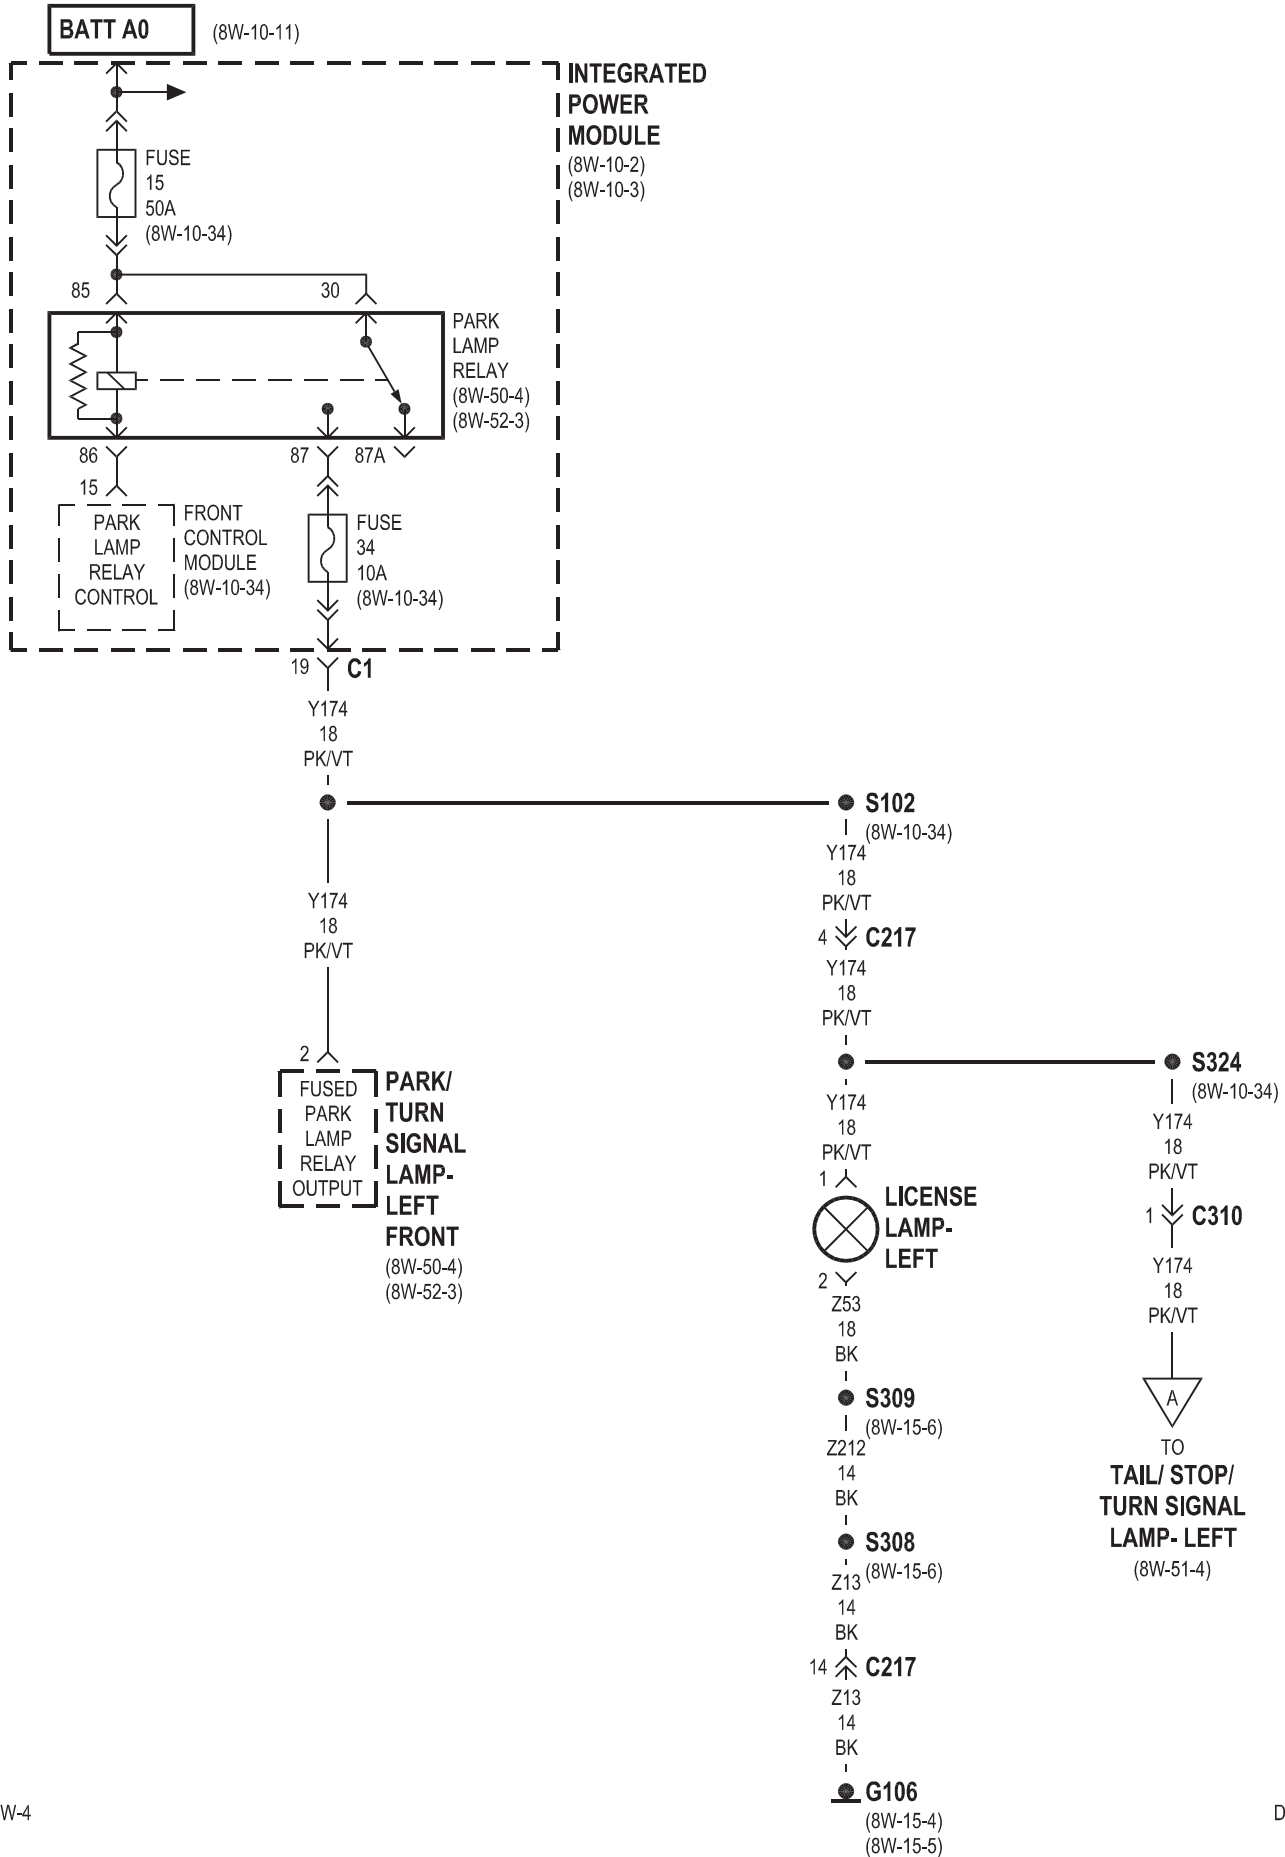 BATT A0
(8W-10-11)
INTEGRATED
POWER
MODULE
(8W-10-2)
(8W-10-3)
FUSE
15
50A
(8W-10-34)
85
30
PARK
LAMP
RELAY
(8W-50-4)
(8W-52-3)
86
87
87A
15
PARK
LAMP
RELAY
CONTROL
FRONT
CONTROL
MODULE
(8W-10-34)
FUSE
34
10A
(8W-10-34)
19
C1
Y174
18
PK/VT
S102
(8W-10-34)
Y174
18
PK/VT
4
C217
Y174
18
PK/VT
Y174
18
PK/VT
2
FUSED
PARK
LAMP
RELAY
OUTPUT
PARK/
TURN
SIGNAL
LAMP-
LEFT
FRONT
(8W-50-4)
(8W-52-3)
S324
(8W-10-34)
Y174
18
PK/VT
1
LICENSE
LAMP-
LEFT
2
Z53
18
BK
S309
(8W-15-6)
Z212
14
BK
S308
(8W-15-6)
Z13
14
BK
14
C217
Z13
14
BK
G106
(8W-15-4)
(8W-15-5)
Y174
18
PK/VT
1
C310
Y174
18
PK/VT
A
TO
TAIL/ STOP/
TURN SIGNAL
LAMP- LEFT
(8W-51-4)
W-4
D